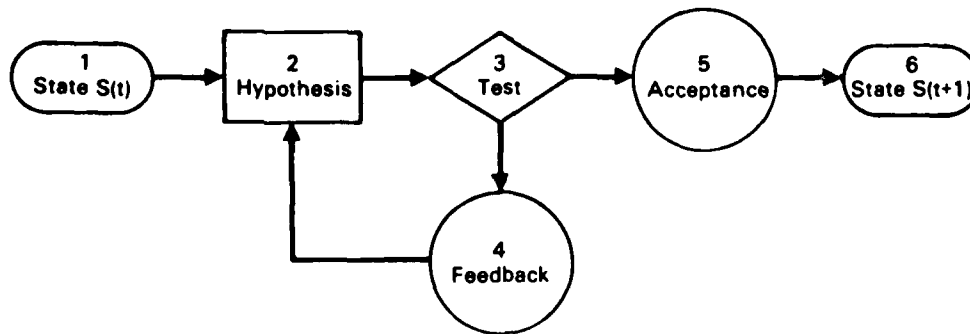 1
State S(t)
2
Hypothesis
3
Test
4
Feedback
5
Acceptance
6
State S(t+1)